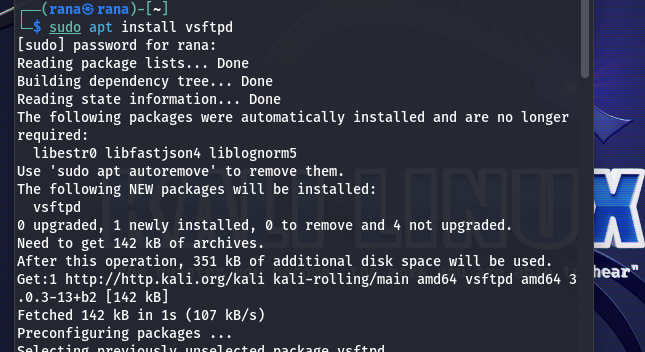 ┌──(rana㉿rana)-[~]
└─$ sudo apt install vsftpd
[sudo] password for rana:
Reading package lists... Done
Building dependency tree... Done
Reading state information... Done
The following packages were automatically installed and are no longer
required:
  libestr0 libfastjson4 liblognorm5
Use 'sudo apt autoremove' to remove them.
The following NEW packages will be installed:
  vsftpd
0 upgraded, 1 newly installed, 0 to remove and 4 not upgraded.
Need to get 142 kB of archives.
After this operation, 351 kB of additional disk space will be used.
Get:1 http://http.kali.org/kali kali-rolling/main amd64 vsftpd amd64 3
.0.3-13+b2 [142 kB]
Fetched 142 kB in 1s (107 kB/s)
Preconfiguring packages ...
Selecting previously unselected package vsftpd
KALI LINUX
hear"